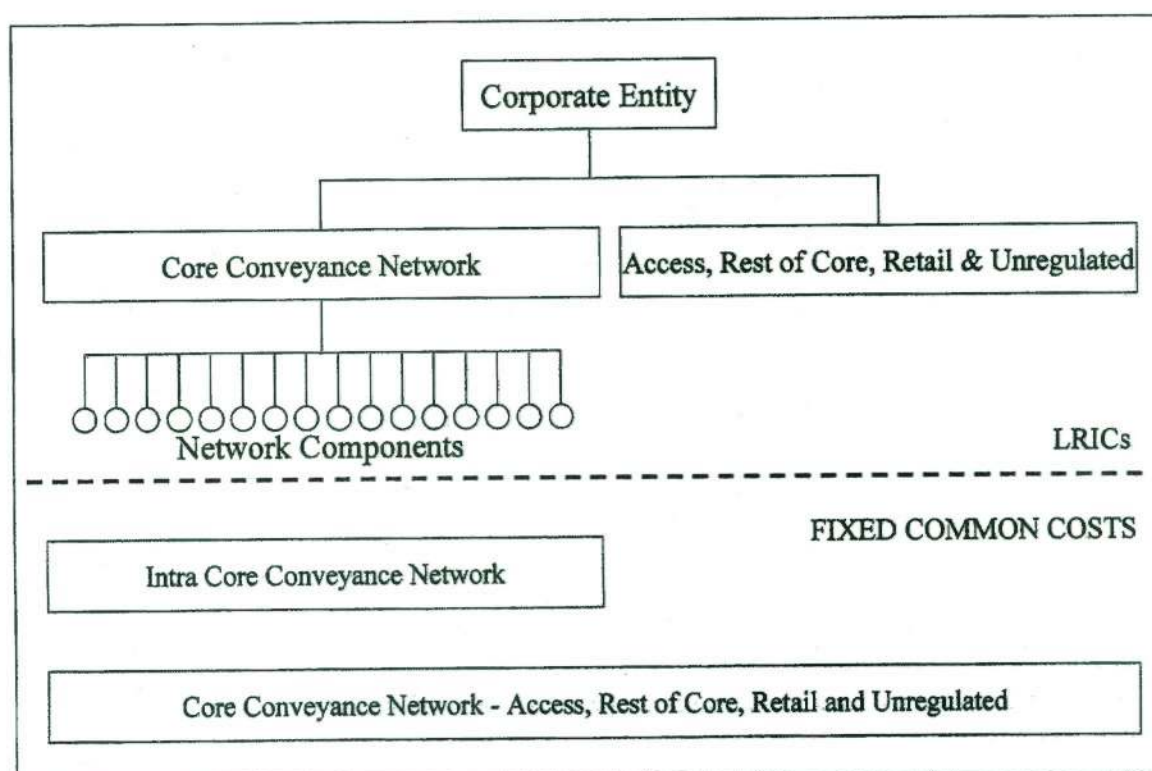 Corporate Entity
Core Conveyance Network
Access, Rest of Core, Retail & Unregulated
Network Components
LRICs
FIXED COMMON COSTS
Intra Core Conveyance Network
Core Conveyance Network - Access, Rest of Core, Retail and Unregulated